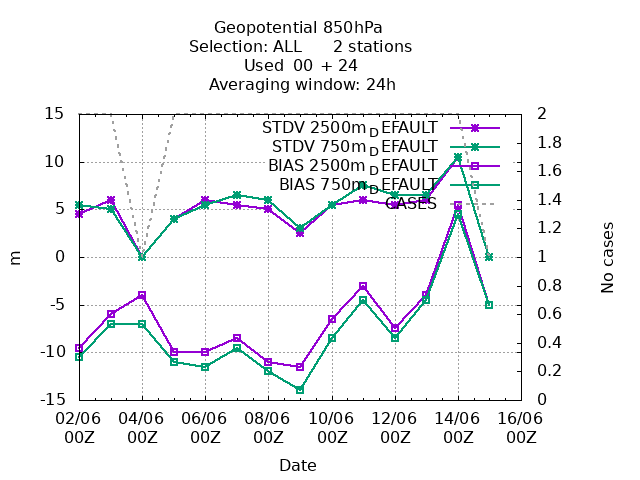 Geopotential 850hPa
Selection: ALL 2 stations
Used 00 + 24
Averaging window: 24h
STDV 2500m_DEFAULT
STDV 750m_DEFAULT
BIAS 2500m_DEFAULT
BIAS 750m_DEFAULT
CASES
15
10
5
0
-5
-10
-15
m
2
1.8
1.6
1.4
1.2
1
0.8
0.6
0.4
0.2
0
No cases
02/06 04/06 06/06 08/06 10/06 12/06 14/06 16/06
00Z 00Z 00Z 00Z 00Z 00Z 00Z 00Z
Date